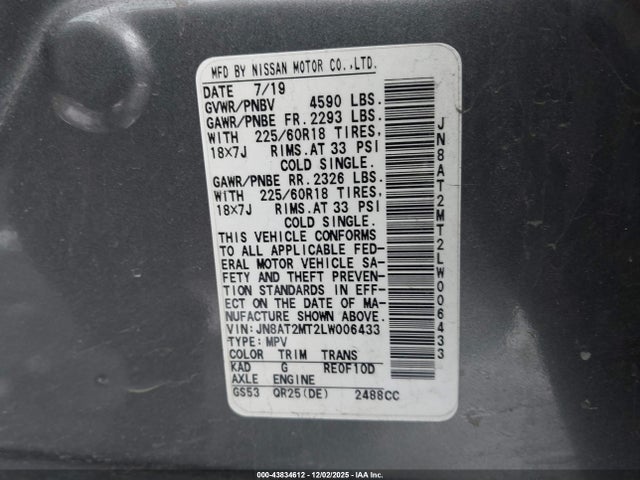 MFD BY NISSAN MOTOR CO.,LTD.
DATE 7/19
GVWR/PNBV 4590 LBS.
GAWR/PNBE FR. 2293 LBS.
WITH 225/60R18 TIRES,
18X7J RIMS.AT 33 PSI
COLD SINGLE.
GAWR/PNBE RR. 2326 LBS.
WITH 225/60R18 TIRES,
18X7J RIMS.AT 33 PSI
COLD SINGLE.
THIS VEHICLE CONFORMS
TO ALL APPLICABLE FED-
ERAL MOTOR VEHICLE SA-
FETY AND THEFT PREVEN-
TION STANDARDS IN EFF-
ECT ON THE DATE OF MA-
NUFACTURE SHOWN ABOVE.
VIN: JN8AT2MT2LW006433
TYPE: MPV
COLOR TRIM TRANS
KAD G RE0F10D
AXLE ENGINE
GS53 QR25(DE) 2488CC
JN8AT2MT2LW006433
000-43834612 - 12/02/2025 - IAA Inc.